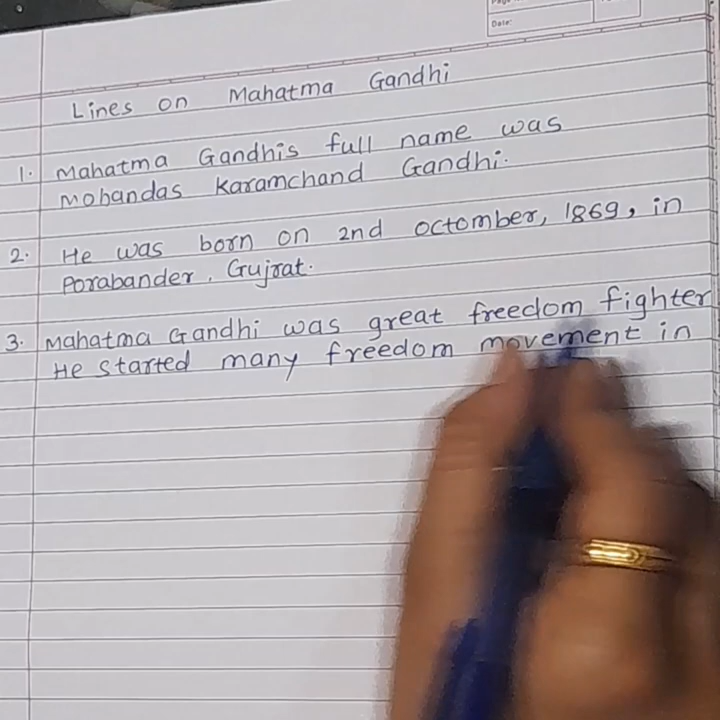 Date:
Lines on Mahatma Gandhi
1. Mahatma Gandhis full name was
Mohandas Karamchand Gandhi.
2. He was born on 2nd octomber, 1869, in
Porabander, Gujrat.
3. Mahatma Gandhi was great freedom fighter
He started many freedom movement in